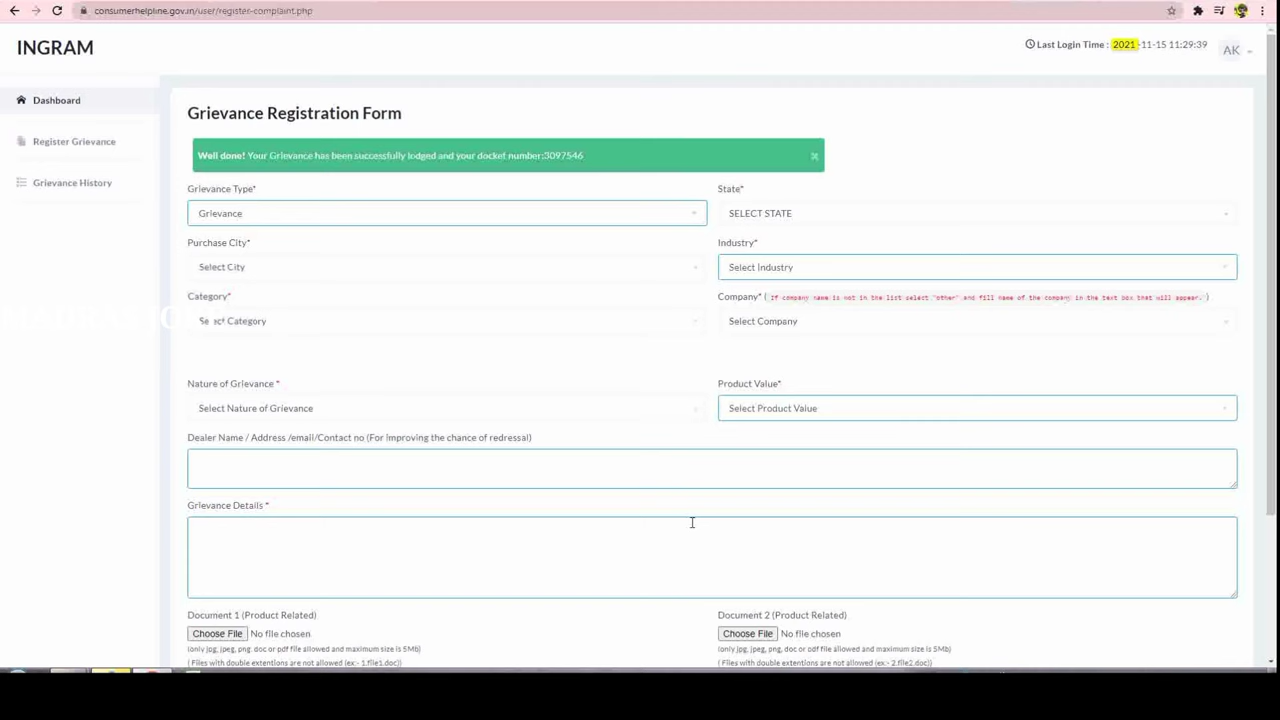 consumerhelpline.gov.in/user/register-complaint.php
INGRAM
Last Login Time : 2021-11-15 11:29:39
AK
Dashboard
Register Grievance
Grievance History
Grievance Registration Form
Well done! Your Grievance has been successfully lodged and your docket number:3097546
×
Grievance Type*
State*
Grievance
SELECT STATE
Purchase City*
Industry*
Select City
Select Industry
Category*
Company* ( If company name is not in the list select "other" and fill name of the company in the text box that will appear. )
Select Category
Select Company
Nature of Grievance *
Product Value*
Select Nature of Grievance
Select Product Value
Dealer Name / Address /email/Contact no (For improving the chance of redressal)
Grievance Details *
Document 1 (Product Related)
Document 2 (Product Related)
Choose File No file chosen
Choose File No file chosen
(only jpg, jpeg, png, doc or pdf file allowed and maximum size is 5Mb)
(only jpg, jpeg, png, doc or pdf file allowed and maximum size is 5Mb)
( Files with double extentions are not allowed (ex:- 1.file1.doc))
( Files with double extentions are not allowed (ex:- 2.file2.doc))